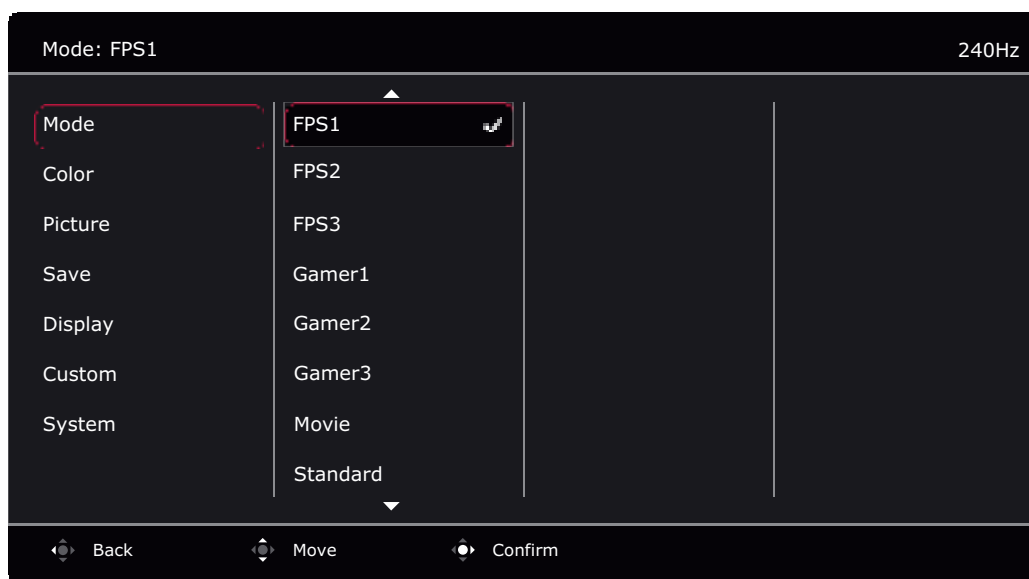 Mode: FPS1 240Hz
Mode
Color
Picture
Save
Display
Custom
System
FPS1
FPS2
FPS3
Gamer1
Gamer2
Gamer3
Movie
Standard
Back Move Confirm